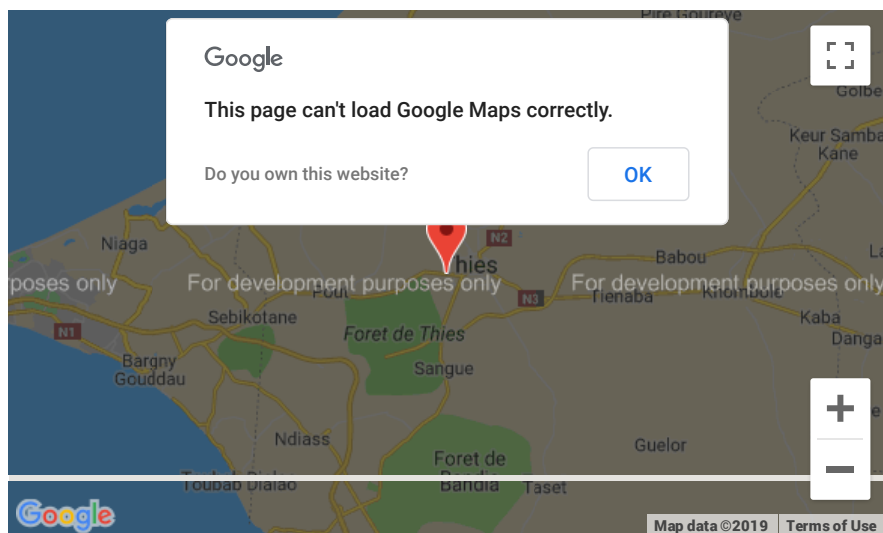 Pire Goureye
Google
This page can't load Google Maps correctly.
Do you own this website?
OK
Golbe
Keur Samba
Kane
Niaga
N2
hies
Babou
La
rposes only
For development purposes only
For development purposes only
Pout
N3
Tienaba
Khombole
Sebikotane
Kaba
N1
Foret de Thies
Danga
Bargny
Gouddau
Sangue
Ndiass
Foret de
Bandia
Guelor
Toubab Dialao
Taset
Google
Map data ©2019
Terms of Use